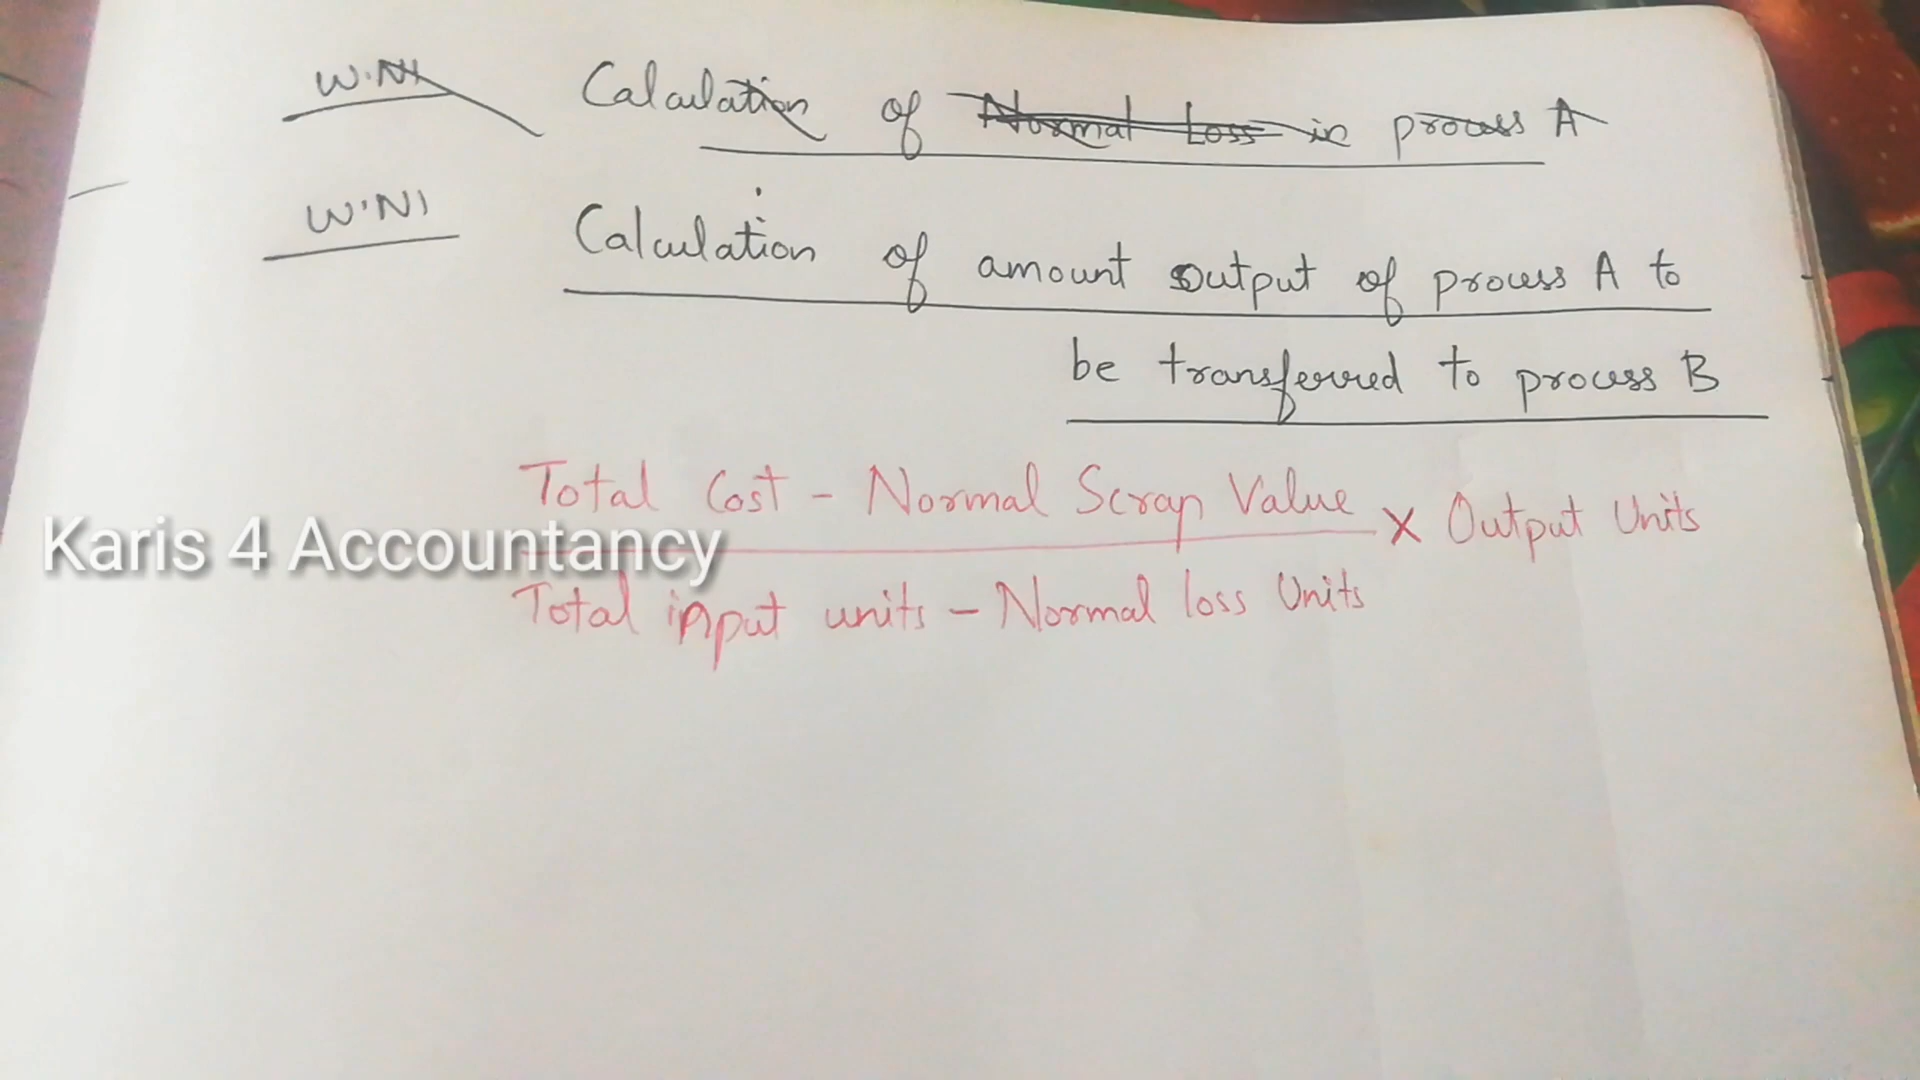 W.N1 Calculation of Normal Loss in process A
W.N1 Calculation of amount output of process A to
be transferred to process B
Total Cost - Normal Scrap Value × Output Units
Karis 4 Accountancy
Total input units - Normal loss Units